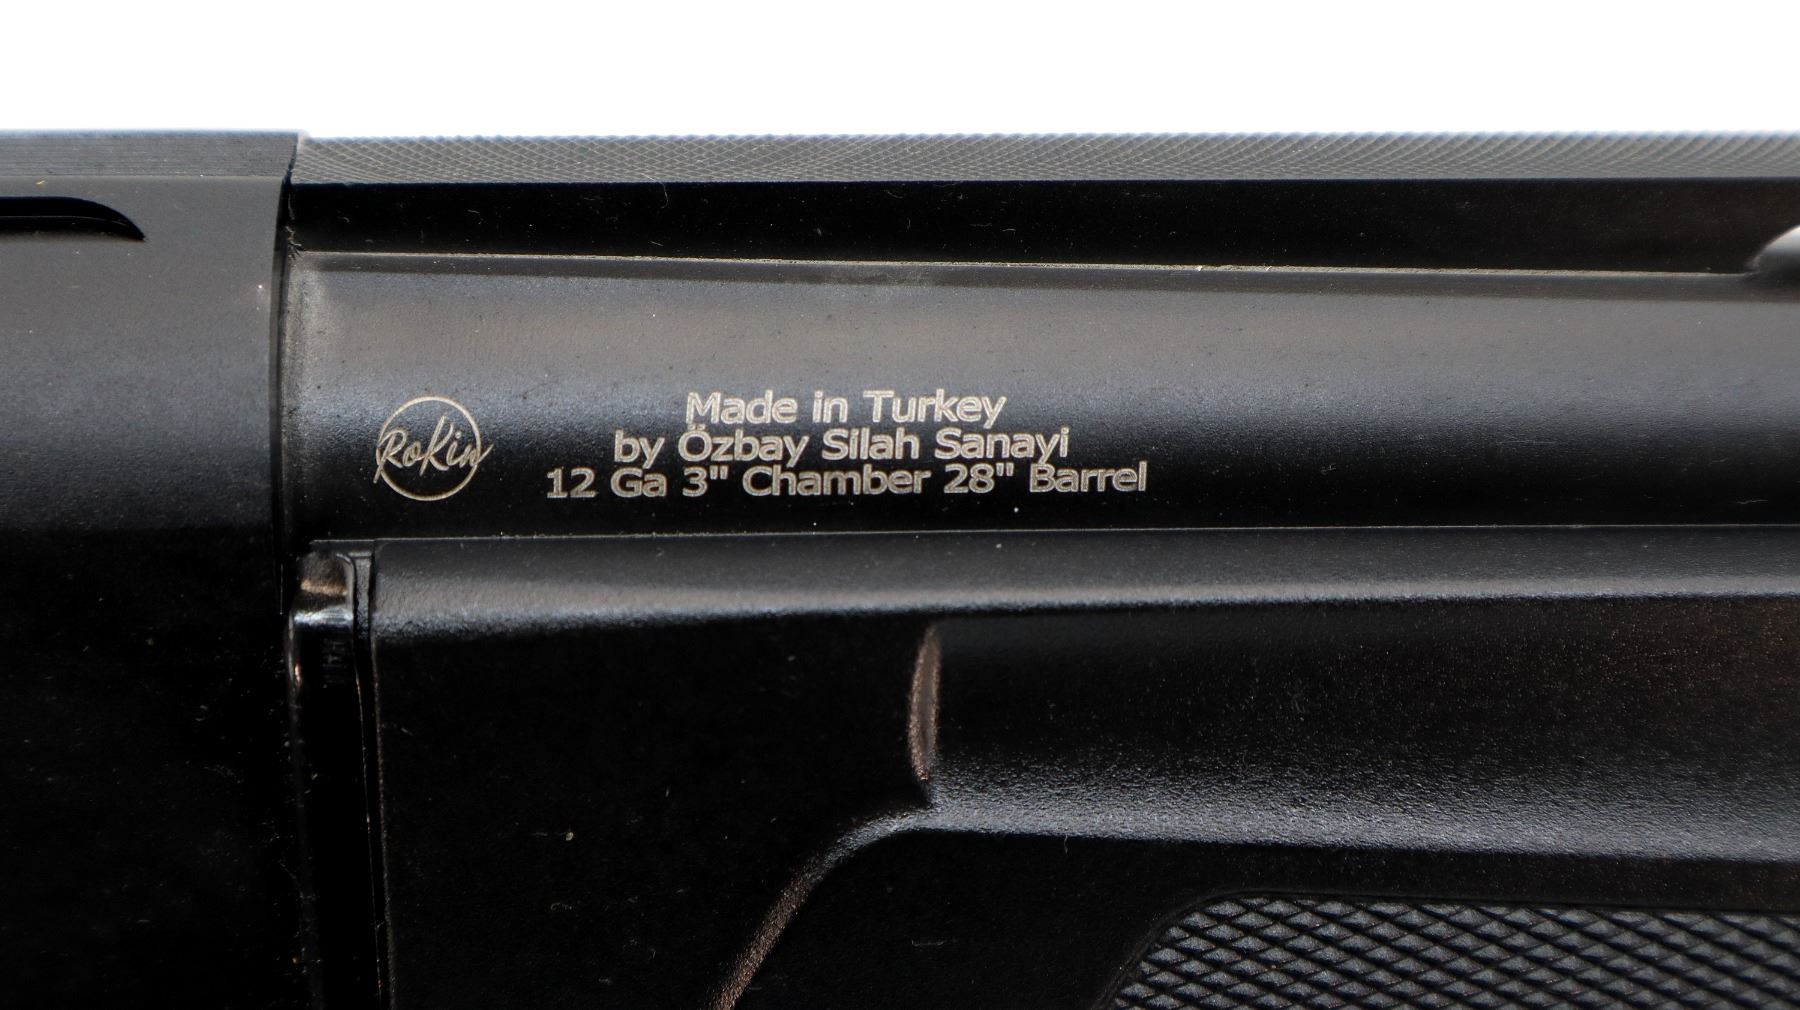 RoKin
Made in Turkey
by Özbay Silah Sanayi
12 Ga 3" Chamber 28" Barrel